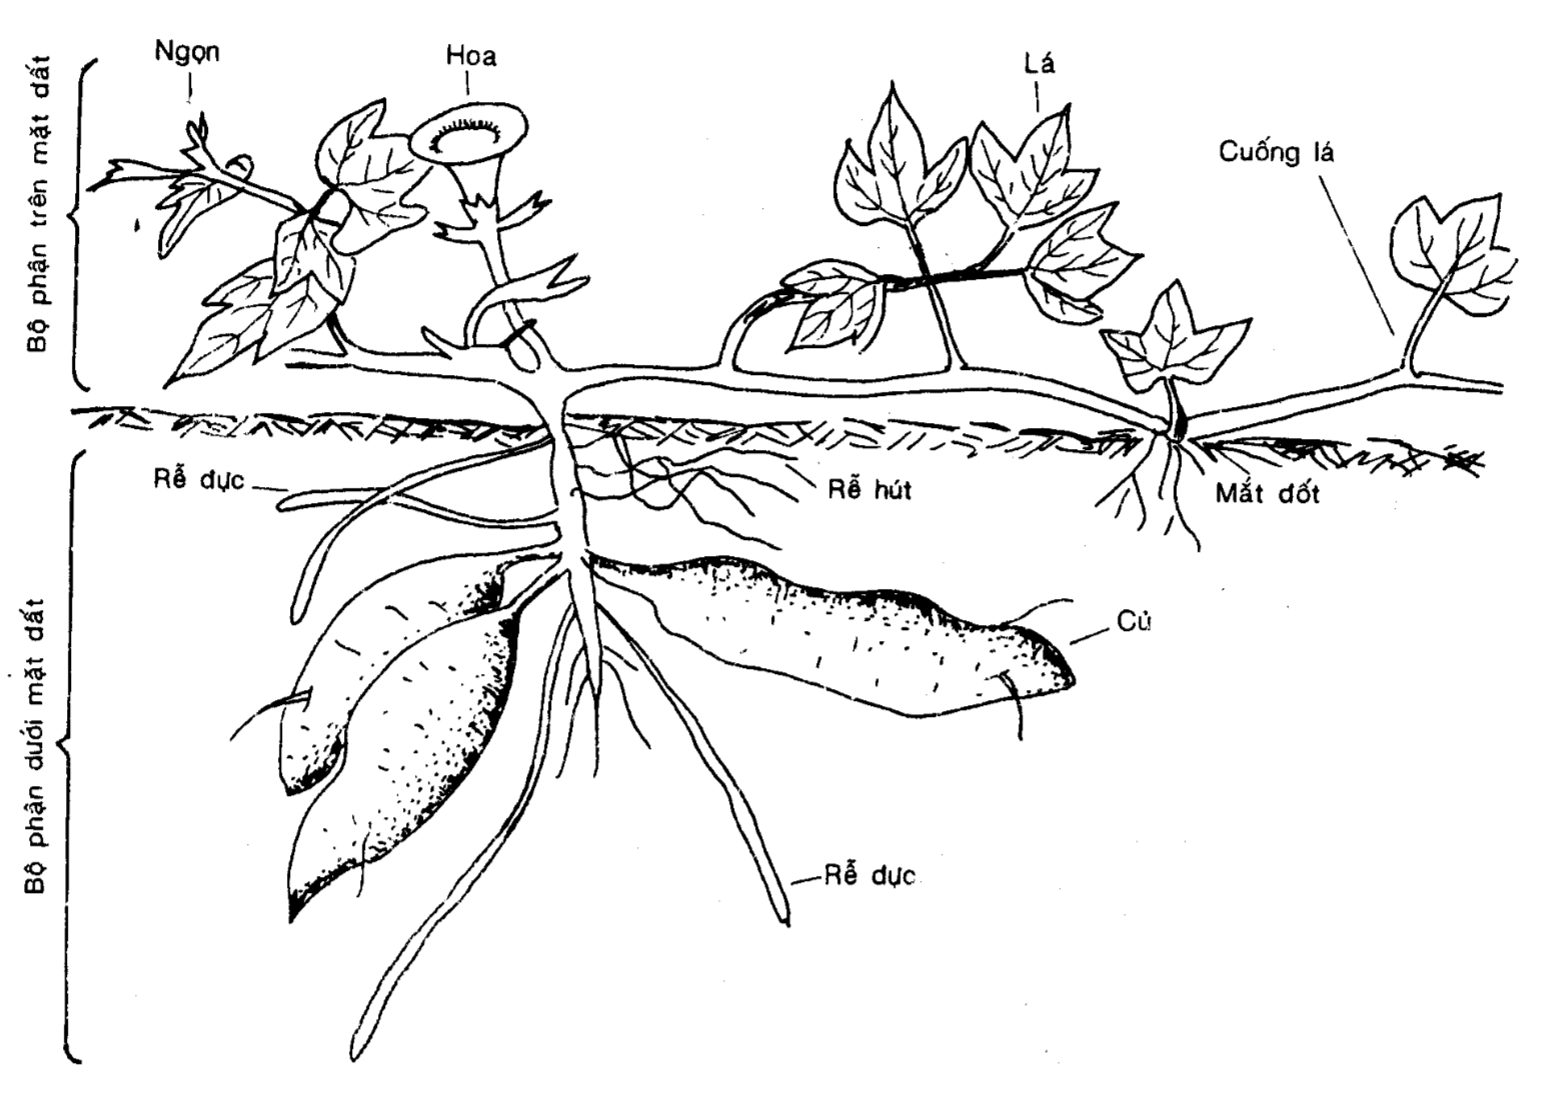 Ngọn
Hoa
Lá
Cuống lá
Bộ phận trên mặt đất
Rễ đực
Rễ hút
Mắt đốt
Củ
Rễ đực
Bộ phận dưới mặt đất